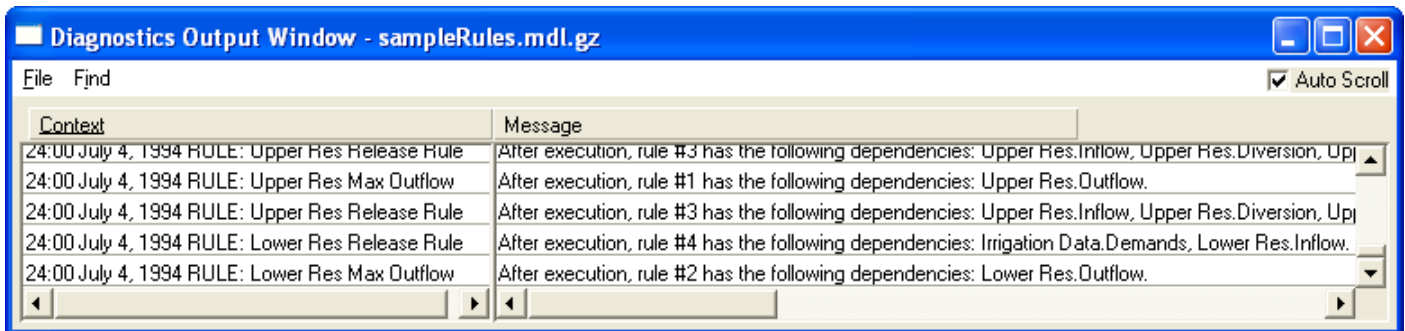 Diagnostics Output Window - sampleRules.mdl.gz
File Find Auto Scroll
Context Message
24:00 July 4, 1994 RULE: Upper Res Release Rule After execution, rule #3 has the following dependencies: Upper Res.Inflow, Upper Res.Diversion, Upp
24:00 July 4, 1994 RULE: Upper Res Max Outflow After execution, rule #1 has the following dependencies: Upper Res.Outflow.
24:00 July 4, 1994 RULE: Upper Res Release Rule After execution, rule #3 has the following dependencies: Upper Res.Inflow, Upper Res.Diversion, Upp
24:00 July 4, 1994 RULE: Lower Res Release Rule After execution, rule #4 has the following dependencies: Irrigation Data.Demands, Lower Res.Inflow.
24:00 July 4, 1994 RULE: Lower Res Max Outflow After execution, rule #2 has the following dependencies: Lower Res.Outflow.